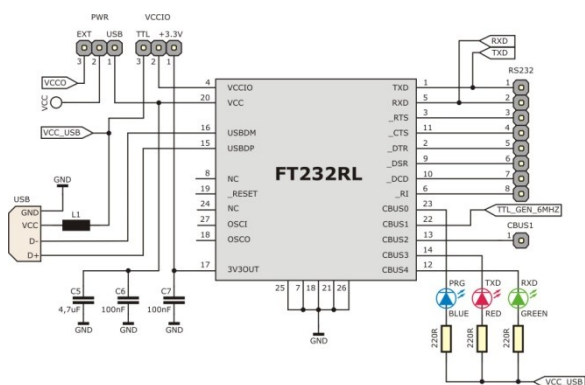 PWR VCCIO
EXT USB TTL +3.3V
3 2 1 3 2 1
VCCO
VCC
VCC_USB
RXD
TXD
RS232
4 VCCIO TXD 1 1
20 VCC RXD 5 2
_RTS 3 3
16 USBDM _CTS 11 4
15 USBDP _DTR 2 5
_DSR 9 6
8 NC _DCD 10 7
19 _RESET _RI 6 8
FT232RL
24 NC CBUS0 23
27 OSCI CBUS1 22 TTL_GEN_6MHZ
18 OSCO CBUS2 13 1 CBUS1
CBUS3 14
17 3V3OUT CBUS4 12
25 7 18 21 26
GND
USB
GND
GND
VCC L1
D-
D+
C5 C6 C7
4,7uF 100nF 100nF
GND GND GND
PRG TXD RXD
BLUE RED GREEN
220R 220R 220R
VCC_USB